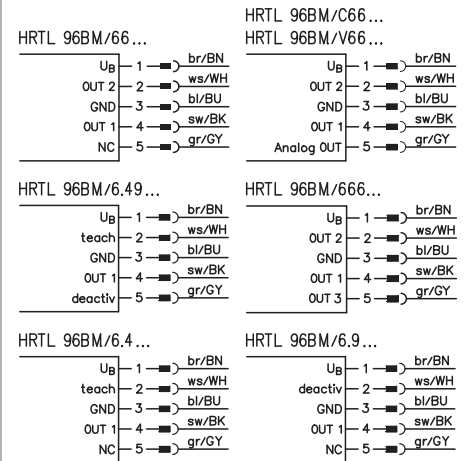 HRTL 96BM/66...
UB 1 br/BN
OUT 2 2 ws/WH
GND 3 bl/BU
OUT 1 4 sw/BK
NC 5 gr/GY
HRTL 96BM/C66...
HRTL 96BM/V66...
UB 1 br/BN
OUT 2 2 ws/WH
GND 3 bl/BU
OUT 1 4 sw/BK
Analog OUT 5 gr/GY
HRTL 96BM/6.49...
UB 1 br/BN
teach 2 ws/WH
GND 3 bl/BU
OUT 1 4 sw/BK
deactiv 5 gr/GY
HRTL 96BM/666...
UB 1 br/BN
OUT 2 2 ws/WH
GND 3 bl/BU
OUT 1 4 sw/BK
OUT 3 5 gr/GY
HRTL 96BM/6.4...
UB 1 br/BN
teach 2 ws/WH
GND 3 bl/BU
OUT 1 4 sw/BK
NC 5 gr/GY
HRTL 96BM/6.9...
UB 1 br/BN
deactiv 2 ws/WH
GND 3 bl/BU
OUT 1 4 sw/BK
NC 5 gr/GY